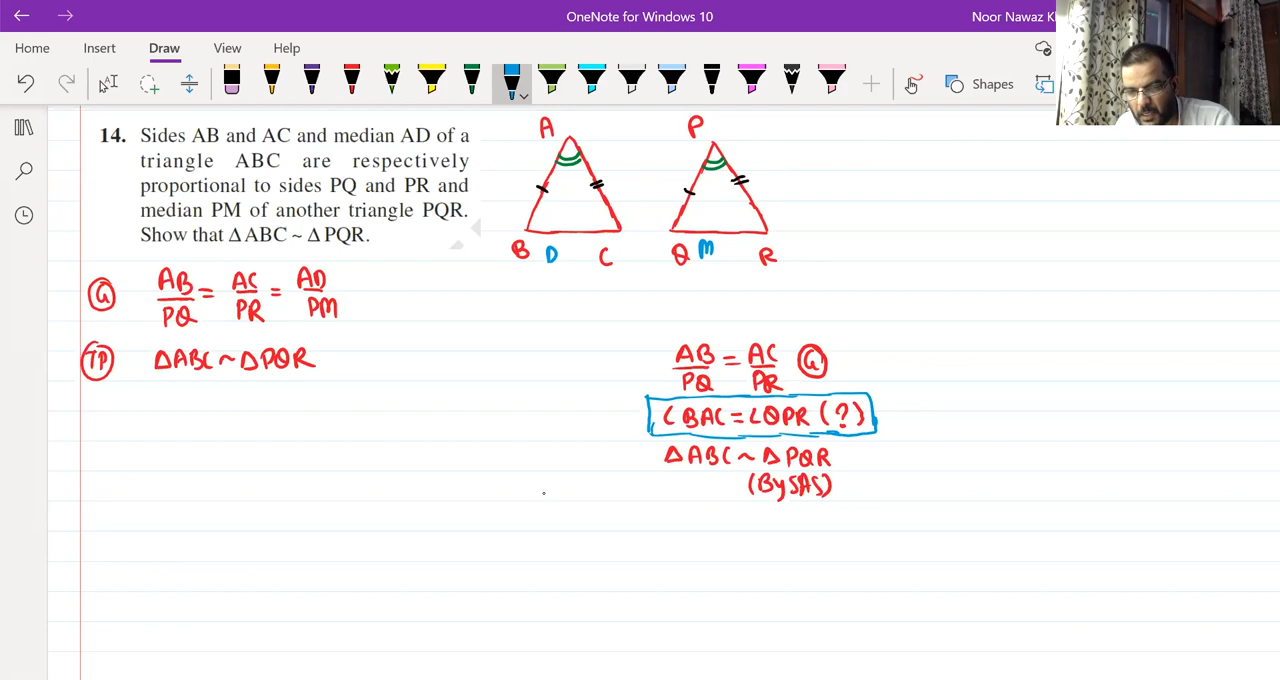 OneNote for Windows 10
Noor Nawaz Kh
Home Insert Draw View Help
Shapes
14. Sides AB and AC and median AD of a
triangle ABC are respectively
proportional to sides PQ and PR and
median PM of another triangle PQR.
Show that Δ ABC ~ Δ PQR.
A
B D C
P
Q M R
G AB/PQ = AC/PR = AD/PM
TP ΔABC ~ ΔPQR
AB/PQ = AC/PR G
∠BAC = ∠QPR (?)
ΔABC ~ ΔPQR
(By SAS)